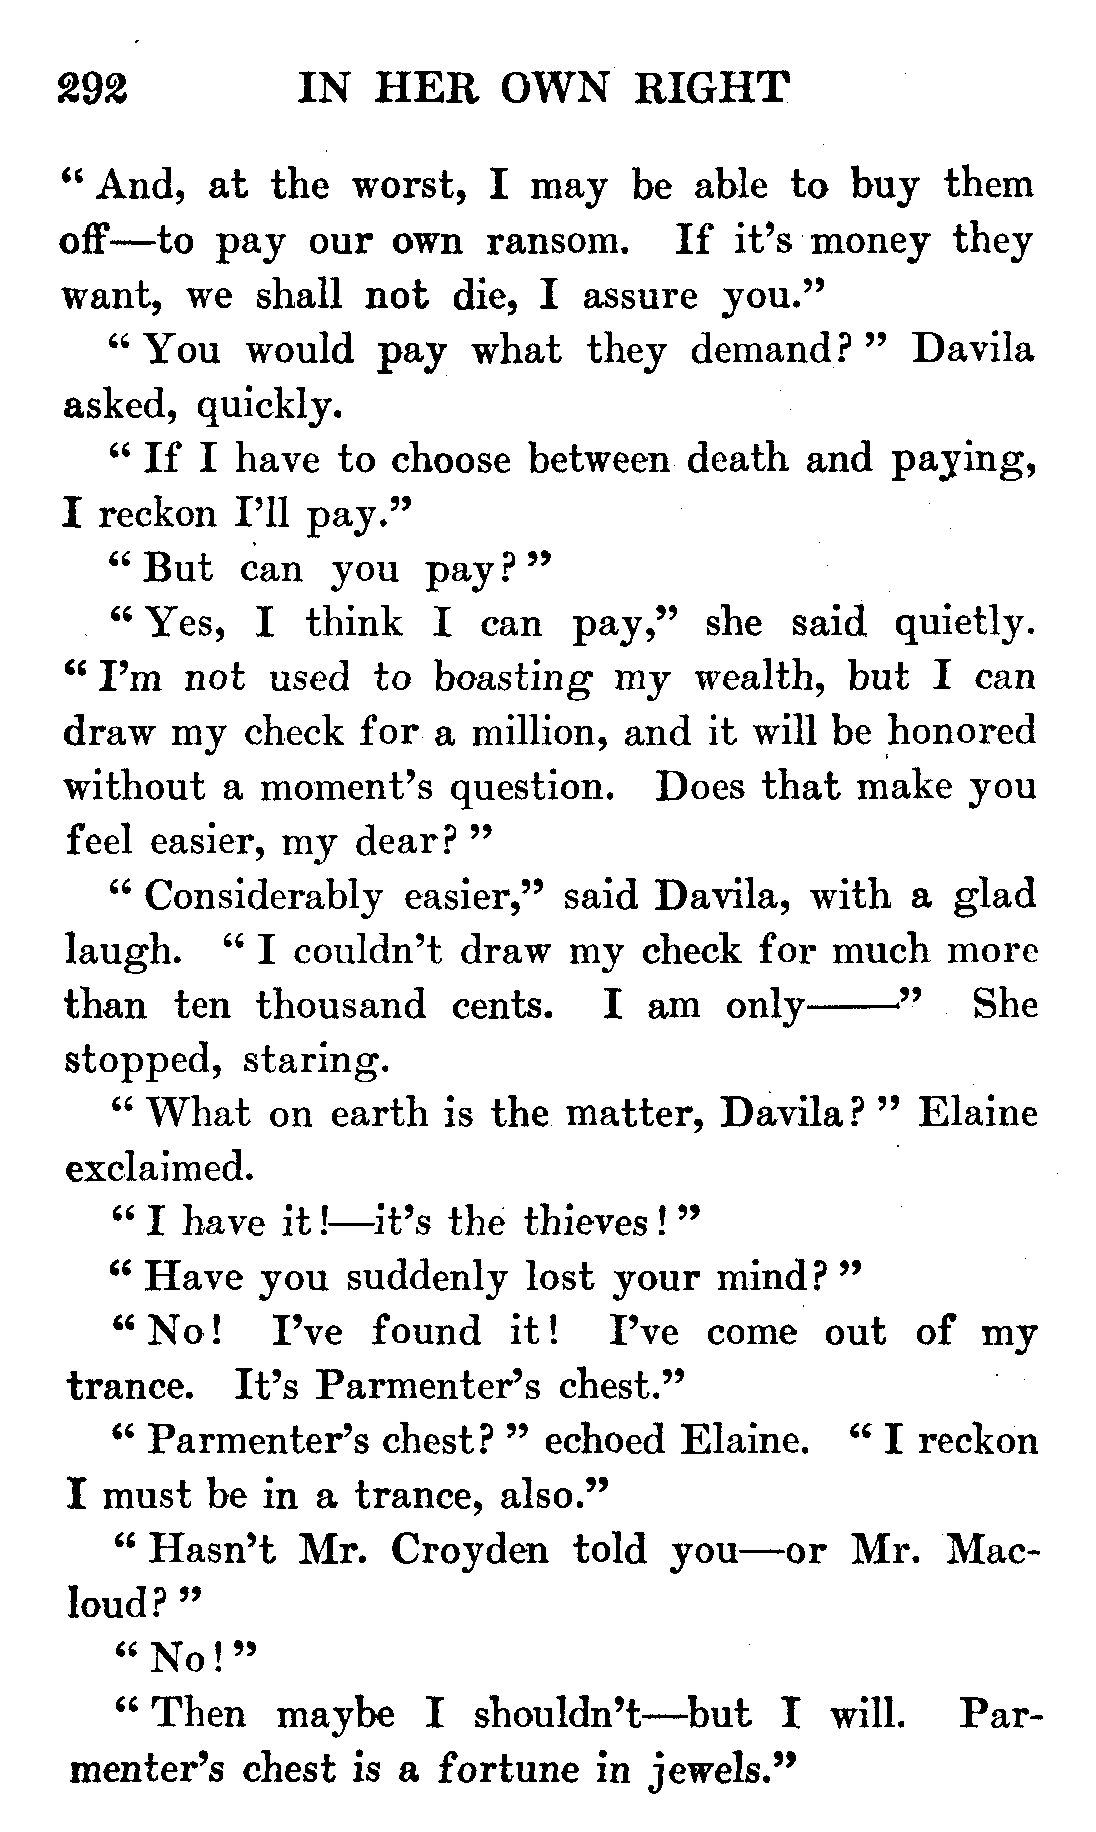 292 IN HER OWN RIGHT
“ And, at the worst, I may be able to buy them
off—to pay our own ransom. If it’s money they
want, we shall not die, I assure you.”
“ You would pay what they demand? ” Davila
asked, quickly.
“ If I have to choose between death and paying,
I reckon I’ll pay.”
“ But can you pay? ”
“ Yes, I think I can pay,” she said quietly.
“ I’m not used to boasting my wealth, but I can
draw my check for a million, and it will be honored
without a moment’s question. Does that make you
feel easier, my dear? ”
“ Considerably easier,” said Davila, with a glad
laugh. “ I couldn’t draw my check for much more
than ten thousand cents. I am only——” She
stopped, staring.
“ What on earth is the matter, Davila? ” Elaine
exclaimed.
“ I have it!—it’s the thieves! ”
“ Have you suddenly lost your mind? ”
“ No! I’ve found it! I’ve come out of my
trance. It’s Parmenter’s chest.”
“ Parmenter’s chest? ” echoed Elaine. “ I reckon
I must be in a trance, also.”
“ Hasn’t Mr. Croyden told you—or Mr. Mac-
loud? ”
“ No! ”
“ Then maybe I shouldn’t—but I will. Par-
menter’s chest is a fortune in jewels.”